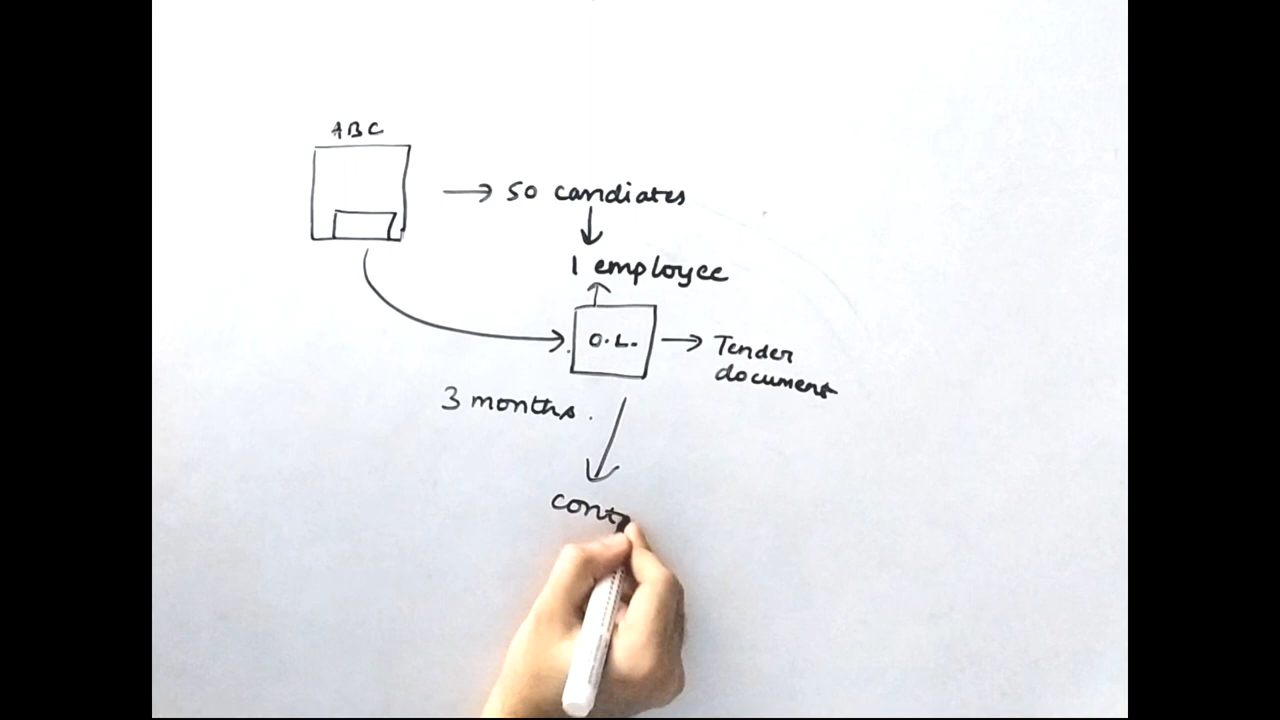 ABC
→ 50 candiates
1 employee
O.L. → Tender
document
3 months.
cont